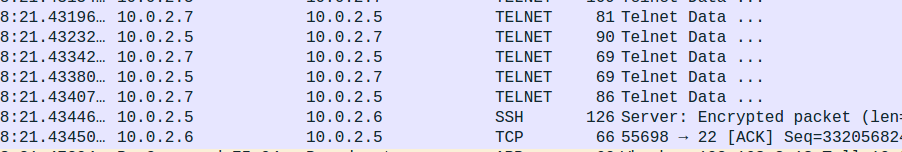 8:21.43196… 10.0.2.7 10.0.2.5 TELNET 81 Telnet Data ...
8:21.43232… 10.0.2.5 10.0.2.7 TELNET 90 Telnet Data ...
8:21.43342… 10.0.2.7 10.0.2.5 TELNET 69 Telnet Data ...
8:21.43380… 10.0.2.5 10.0.2.7 TELNET 69 Telnet Data ...
8:21.43407… 10.0.2.7 10.0.2.5 TELNET 86 Telnet Data ...
8:21.43446… 10.0.2.5 10.0.2.6 SSH 126 Server: Encrypted packet (len=
8:21.43450… 10.0.2.6 10.0.2.5 TCP 66 55698 → 22 [ACK] Seq=332056824